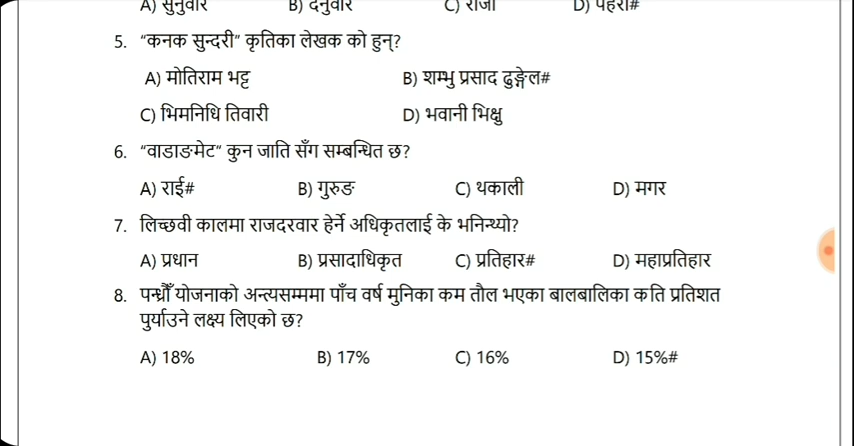 A) सुनुवार B) दनुवार C) राजी D) पहरी#
5. “कनक सुन्दरी“ कृतिका लेखक को हुन्?
A) मोतिराम भट्ट B) शम्भु प्रसाद ढुङ्गेल#
C) भिमनिधि तिवारी D) भवानी भिक्षु
6. “वाडाङमेट“ कुन जाति सँग सम्बन्धित छ?
A) राई# B) गुरुङ C) थकाली D) मगर
7. लिच्छवी कालमा राजदरवार हेर्ने अधिकृतलाई के भनिन्थ्यो?
A) प्रधान B) प्रसादाधिकृत C) प्रतिहार# D) महाप्रतिहार
8. पन्ध्रौँ योजनाको अन्त्यसम्ममा पाँच वर्ष मुनिका कम तौल भएका बालबालिका कति प्रतिशत
पुर्याउने लक्ष्य लिएको छ?
A) 18% B) 17% C) 16% D) 15%#